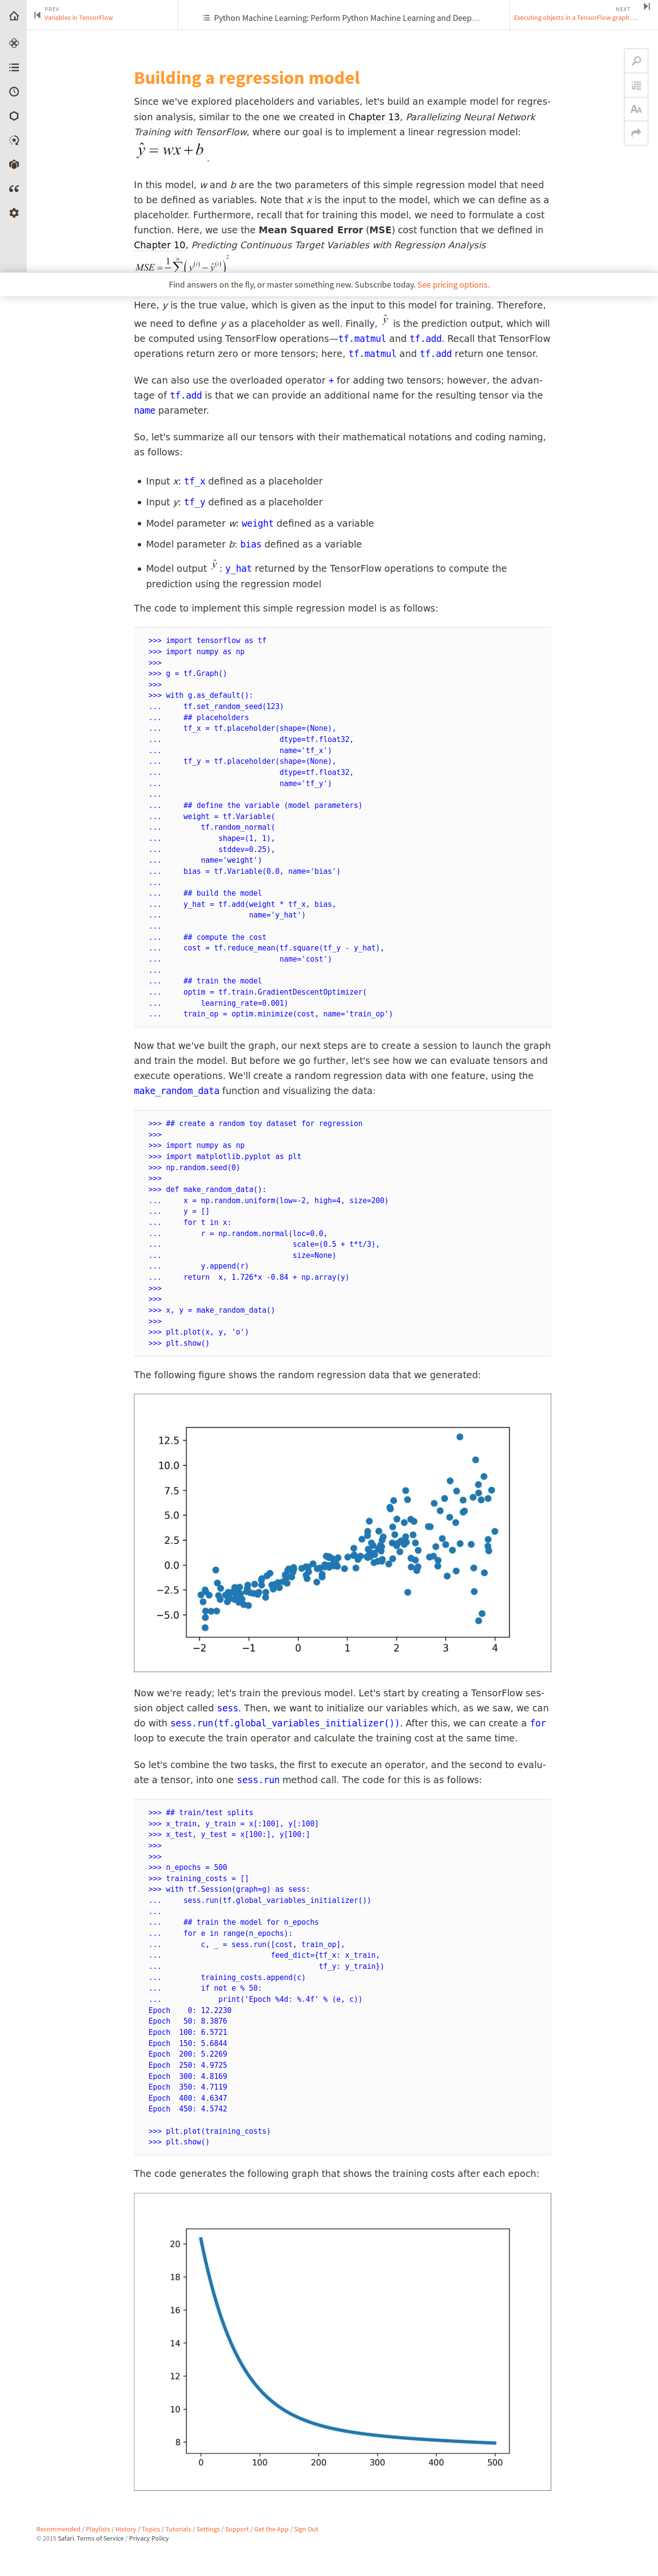 PREV
Variables in TensorFlow
Python Machine Learning: Perform Python Machine Learning and Deep…
NEXT
Executing objects in a TensorFlow graph …
Building a regression model
Since we've explored placeholders and variables, let's build an example model for regres-
sion analysis, similar to the one we created in Chapter 13, Parallelizing Neural Network
Training with TensorFlow, where our goal is to implement a linear regression model:
ŷ = wx + b .
In this model, w and b are the two parameters of this simple regression model that need
to be defined as variables. Note that x is the input to the model, which we can define as a
placeholder. Furthermore, recall that for training this model, we need to formulate a cost
function. Here, we use the Mean Squared Error (MSE) cost function that we defined in
Chapter 10, Predicting Continuous Target Variables with Regression Analysis
MSE = 1 ∑ ( y(i) − ŷ(i) )2
Find answers on the fly, or master something new. Subscribe today. See pricing options.
Here, y is the true value, which is given as the input to this model for training. Therefore,
we need to define y as a placeholder as well. Finally, ŷ is the prediction output, which will
be computed using TensorFlow operations—tf.matmul and tf.add. Recall that TensorFlow
operations return zero or more tensors; here, tf.matmul and tf.add return one tensor.
We can also use the overloaded operator + for adding two tensors; however, the advan-
tage of tf.add is that we can provide an additional name for the resulting tensor via the
name parameter.
So, let's summarize all our tensors with their mathematical notations and coding naming,
as follows:
• Input x: tf_x defined as a placeholder
• Input y: tf_y defined as a placeholder
• Model parameter w: weight defined as a variable
• Model parameter b: bias defined as a variable
• Model output ŷ : y_hat returned by the TensorFlow operations to compute the
prediction using the regression model
The code to implement this simple regression model is as follows:
>>> import tensorflow as tf
>>> import numpy as np
>>>
>>> g = tf.Graph()
>>>
>>> with g.as_default():
...     tf.set_random_seed(123)
...     ## placeholders
...     tf_x = tf.placeholder(shape=(None),
...                           dtype=tf.float32,
...                           name='tf_x')
...     tf_y = tf.placeholder(shape=(None),
...                           dtype=tf.float32,
...                           name='tf_y')
...
...     ## define the variable (model parameters)
...     weight = tf.Variable(
...         tf.random_normal(
...             shape=(1, 1),
...             stddev=0.25),
...         name='weight')
...     bias = tf.Variable(0.0, name='bias')
...
...     ## build the model
...     y_hat = tf.add(weight * tf_x, bias,
...                    name='y_hat')
...
...     ## compute the cost
...     cost = tf.reduce_mean(tf.square(tf_y - y_hat),
...                           name='cost')
...
...     ## train the model
...     optim = tf.train.GradientDescentOptimizer(
...         learning_rate=0.001)
...     train_op = optim.minimize(cost, name='train_op')
Now that we've built the graph, our next steps are to create a session to launch the graph
and train the model. But before we go further, let's see how we can evaluate tensors and
execute operations. We'll create a random regression data with one feature, using the
make_random_data function and visualizing the data:
>>> ## create a random toy dataset for regression
>>>
>>> import numpy as np
>>> import matplotlib.pyplot as plt
>>> np.random.seed(0)
>>>
>>> def make_random_data():
...     x = np.random.uniform(low=-2, high=4, size=200)
...     y = []
...     for t in x:
...         r = np.random.normal(loc=0.0,
...                              scale=(0.5 + t*t/3),
...                              size=None)
...         y.append(r)
...     return  x, 1.726*x -0.84 + np.array(y)
>>>
>>>
>>> x, y = make_random_data()
>>>
>>> plt.plot(x, y, 'o')
>>> plt.show()
The following figure shows the random regression data that we generated:
12.5
10.0
7.5
5.0
2.5
0.0
−2.5
−5.0
−2 −1 0 1 2 3 4
Now we're ready; let's train the previous model. Let's start by creating a TensorFlow ses-
sion object called sess. Then, we want to initialize our variables which, as we saw, we can
do with sess.run(tf.global_variables_initializer()). After this, we can create a for
loop to execute the train operator and calculate the training cost at the same time.
So let's combine the two tasks, the first to execute an operator, and the second to evalu-
ate a tensor, into one sess.run method call. The code for this is as follows:
>>> ## train/test splits
>>> x_train, y_train = x[:100], y[:100]
>>> x_test, y_test = x[100:], y[100:]
>>>
>>>
>>> n_epochs = 500
>>> training_costs = []
>>> with tf.Session(graph=g) as sess:
...     sess.run(tf.global_variables_initializer())
...
...     ## train the model for n_epochs
...     for e in range(n_epochs):
...         c, _ = sess.run([cost, train_op],
...                         feed_dict={tf_x: x_train,
...                                    tf_y: y_train})
...         training_costs.append(c)
...         if not e % 50:
...             print('Epoch %4d: %.4f' % (e, c))
Epoch    0: 12.2230
Epoch   50: 8.3876
Epoch  100: 6.5721
Epoch  150: 5.6844
Epoch  200: 5.2269
Epoch  250: 4.9725
Epoch  300: 4.8169
Epoch  350: 4.7119
Epoch  400: 4.6347
Epoch  450: 4.5742
>>> plt.plot(training_costs)
>>> plt.show()
The code generates the following graph that shows the training costs after each epoch:
20
18
16
14
12
10
8
0 100 200 300 400 500
Recommended / Playlists / History / Topics / Tutorials / Settings / Support / Get the App / Sign Out
© 2019 Safari. Terms of Service / Privacy Policy